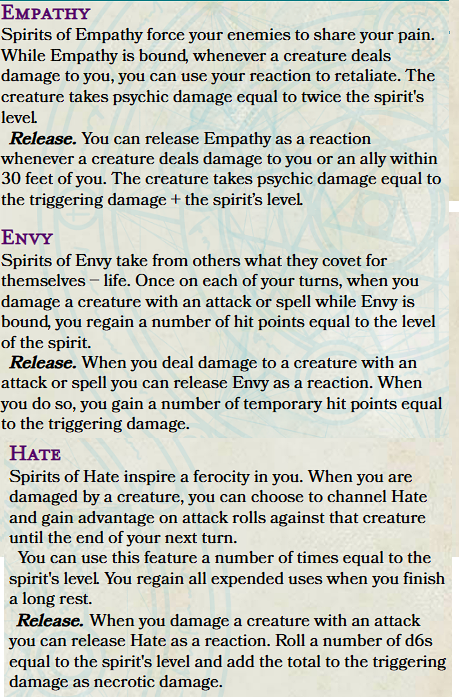 EMPATHY
Spirits of Empathy force your enemies to share your pain.
While Empathy is bound, whenever a creature deals
damage to you, you can use your reaction to retaliate. The
creature takes psychic damage equal to twice the spirit's
level.
Release. You can release Empathy as a reaction
whenever a creature deals damage to you or an ally within
30 feet of you. The creature takes psychic damage equal to
the triggering damage + the spirit's level.
ENVY
Spirits of Envy take from others what they covet for
themselves – life. Once on each of your turns, when you
damage a creature with an attack or spell while Envy is
bound, you regain a number of hit points equal to the level
of the spirit.
Release. When you deal damage to a creature with an
attack or spell you can release Envy as a reaction. When
you do so, you gain a number of temporary hit points equal
to the triggering damage.
HATE
Spirits of Hate inspire a ferocity in you. When you are
damaged by a creature, you can choose to channel Hate
and gain advantage on attack rolls against that creature
until the end of your next turn.
You can use this feature a number of times equal to the
spirit's level. You regain all expended uses when you finish
a long rest.
Release. When you damage a creature with an attack
you can release Hate as a reaction. Roll a number of d6s
equal to the spirit's level and add the total to the triggering
damage as necrotic damage.